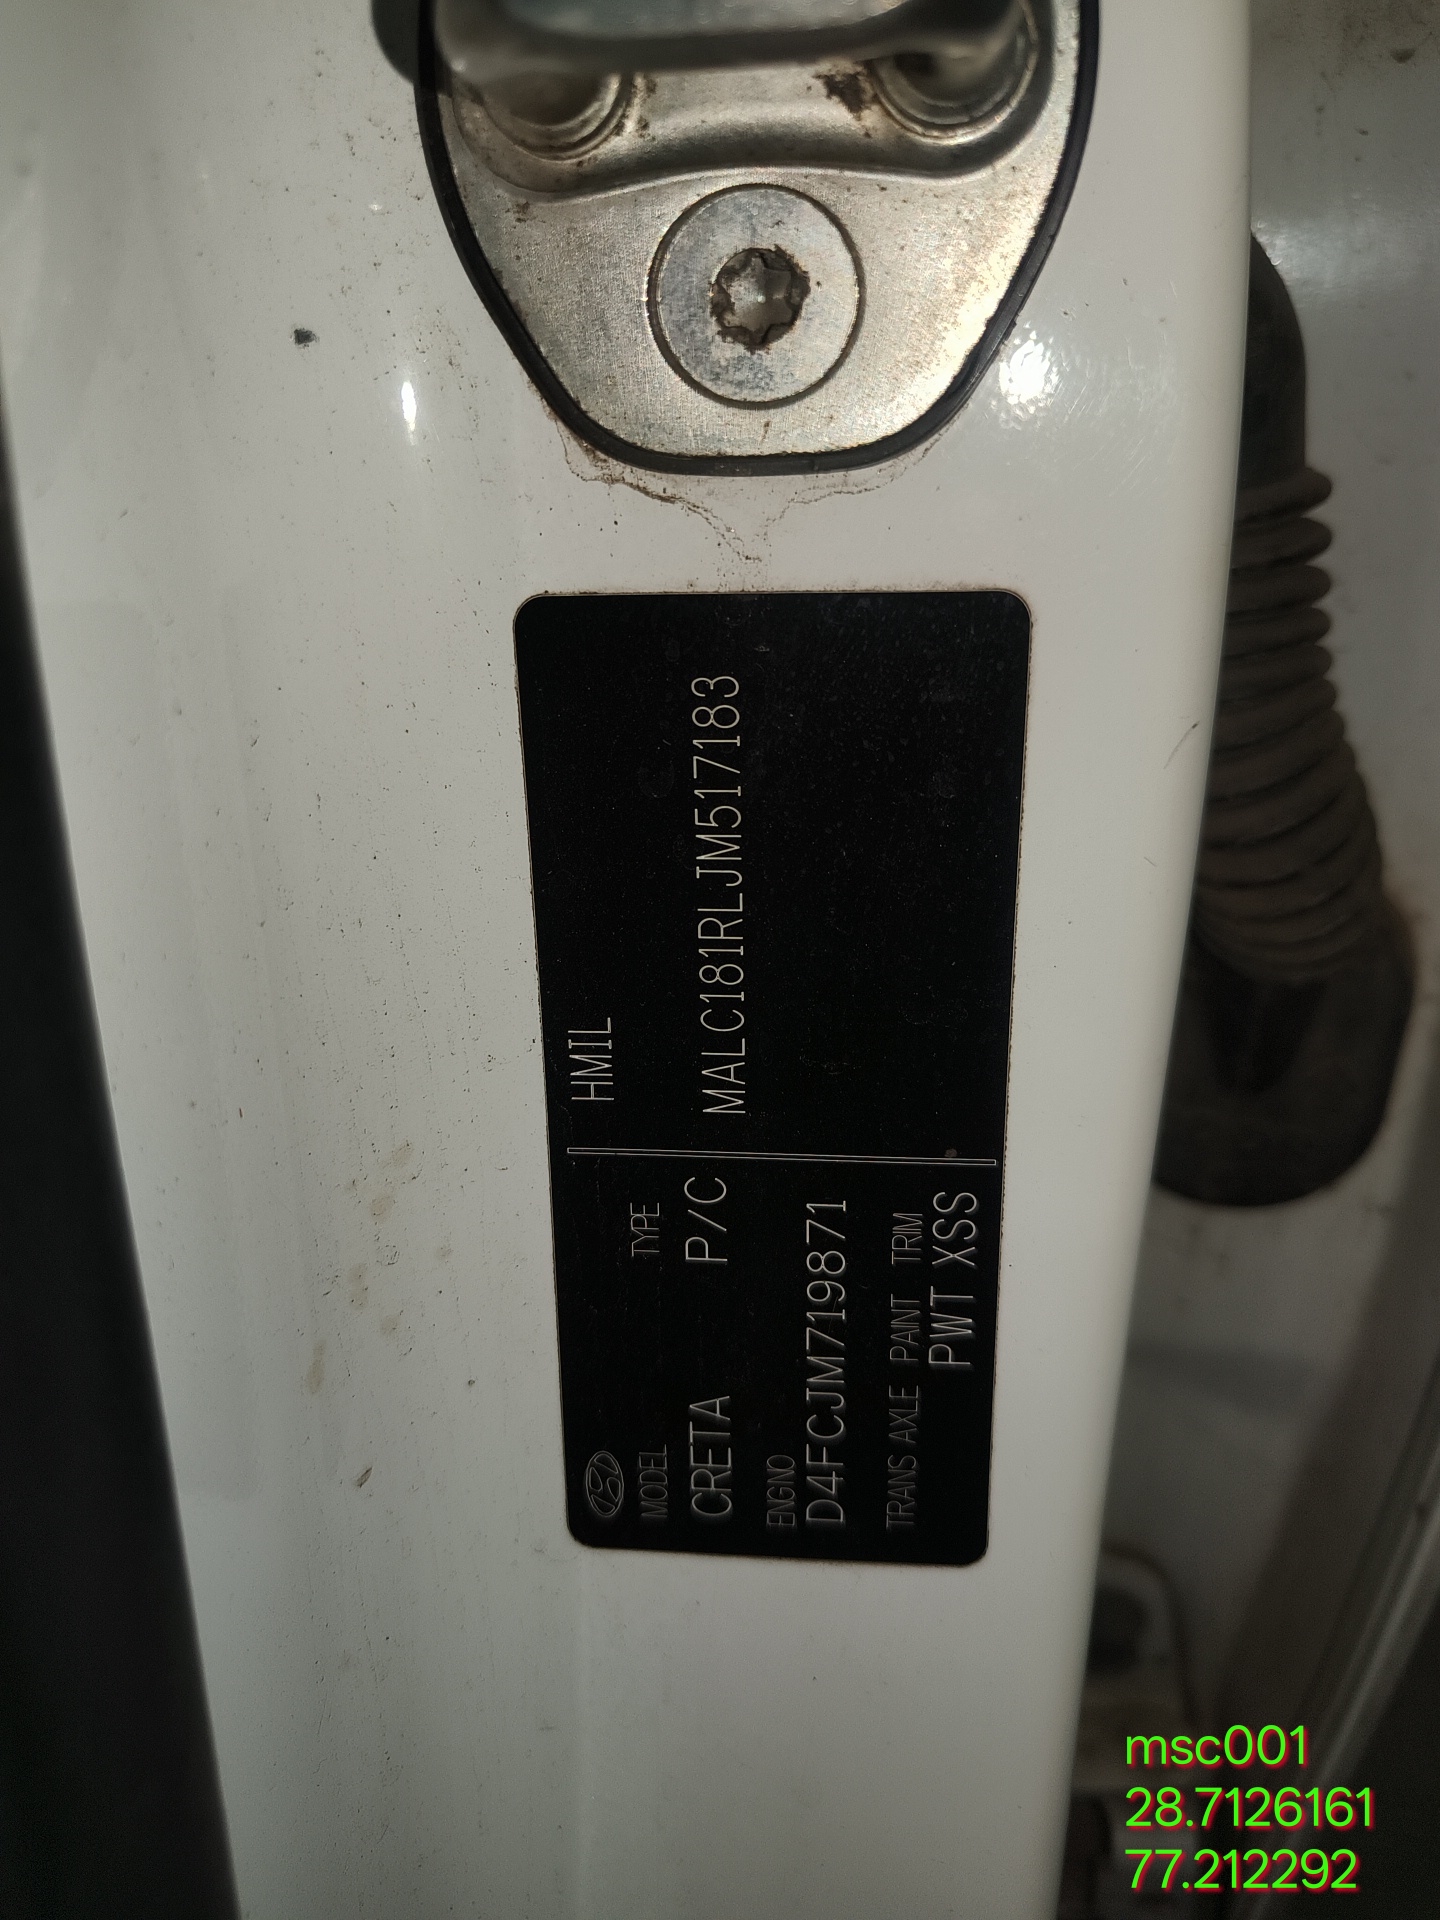 HMIL
MODEL TYPE
CRETA P/C
MALC181RLJM517183
ENGNO
D4FCJM719871
TRANS AXLE PAINT TRIM
PWT XSS
msc001
28.7126161
77.212292